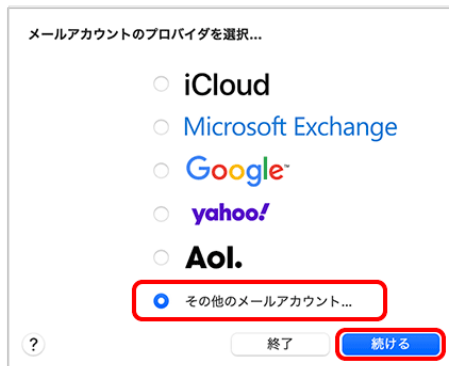 メールアカウントのプロバイダを選択...
iCloud
Microsoft Exchange
Google™
yahoo!
Aol.
その他のメールアカウント...
? 終了 続ける